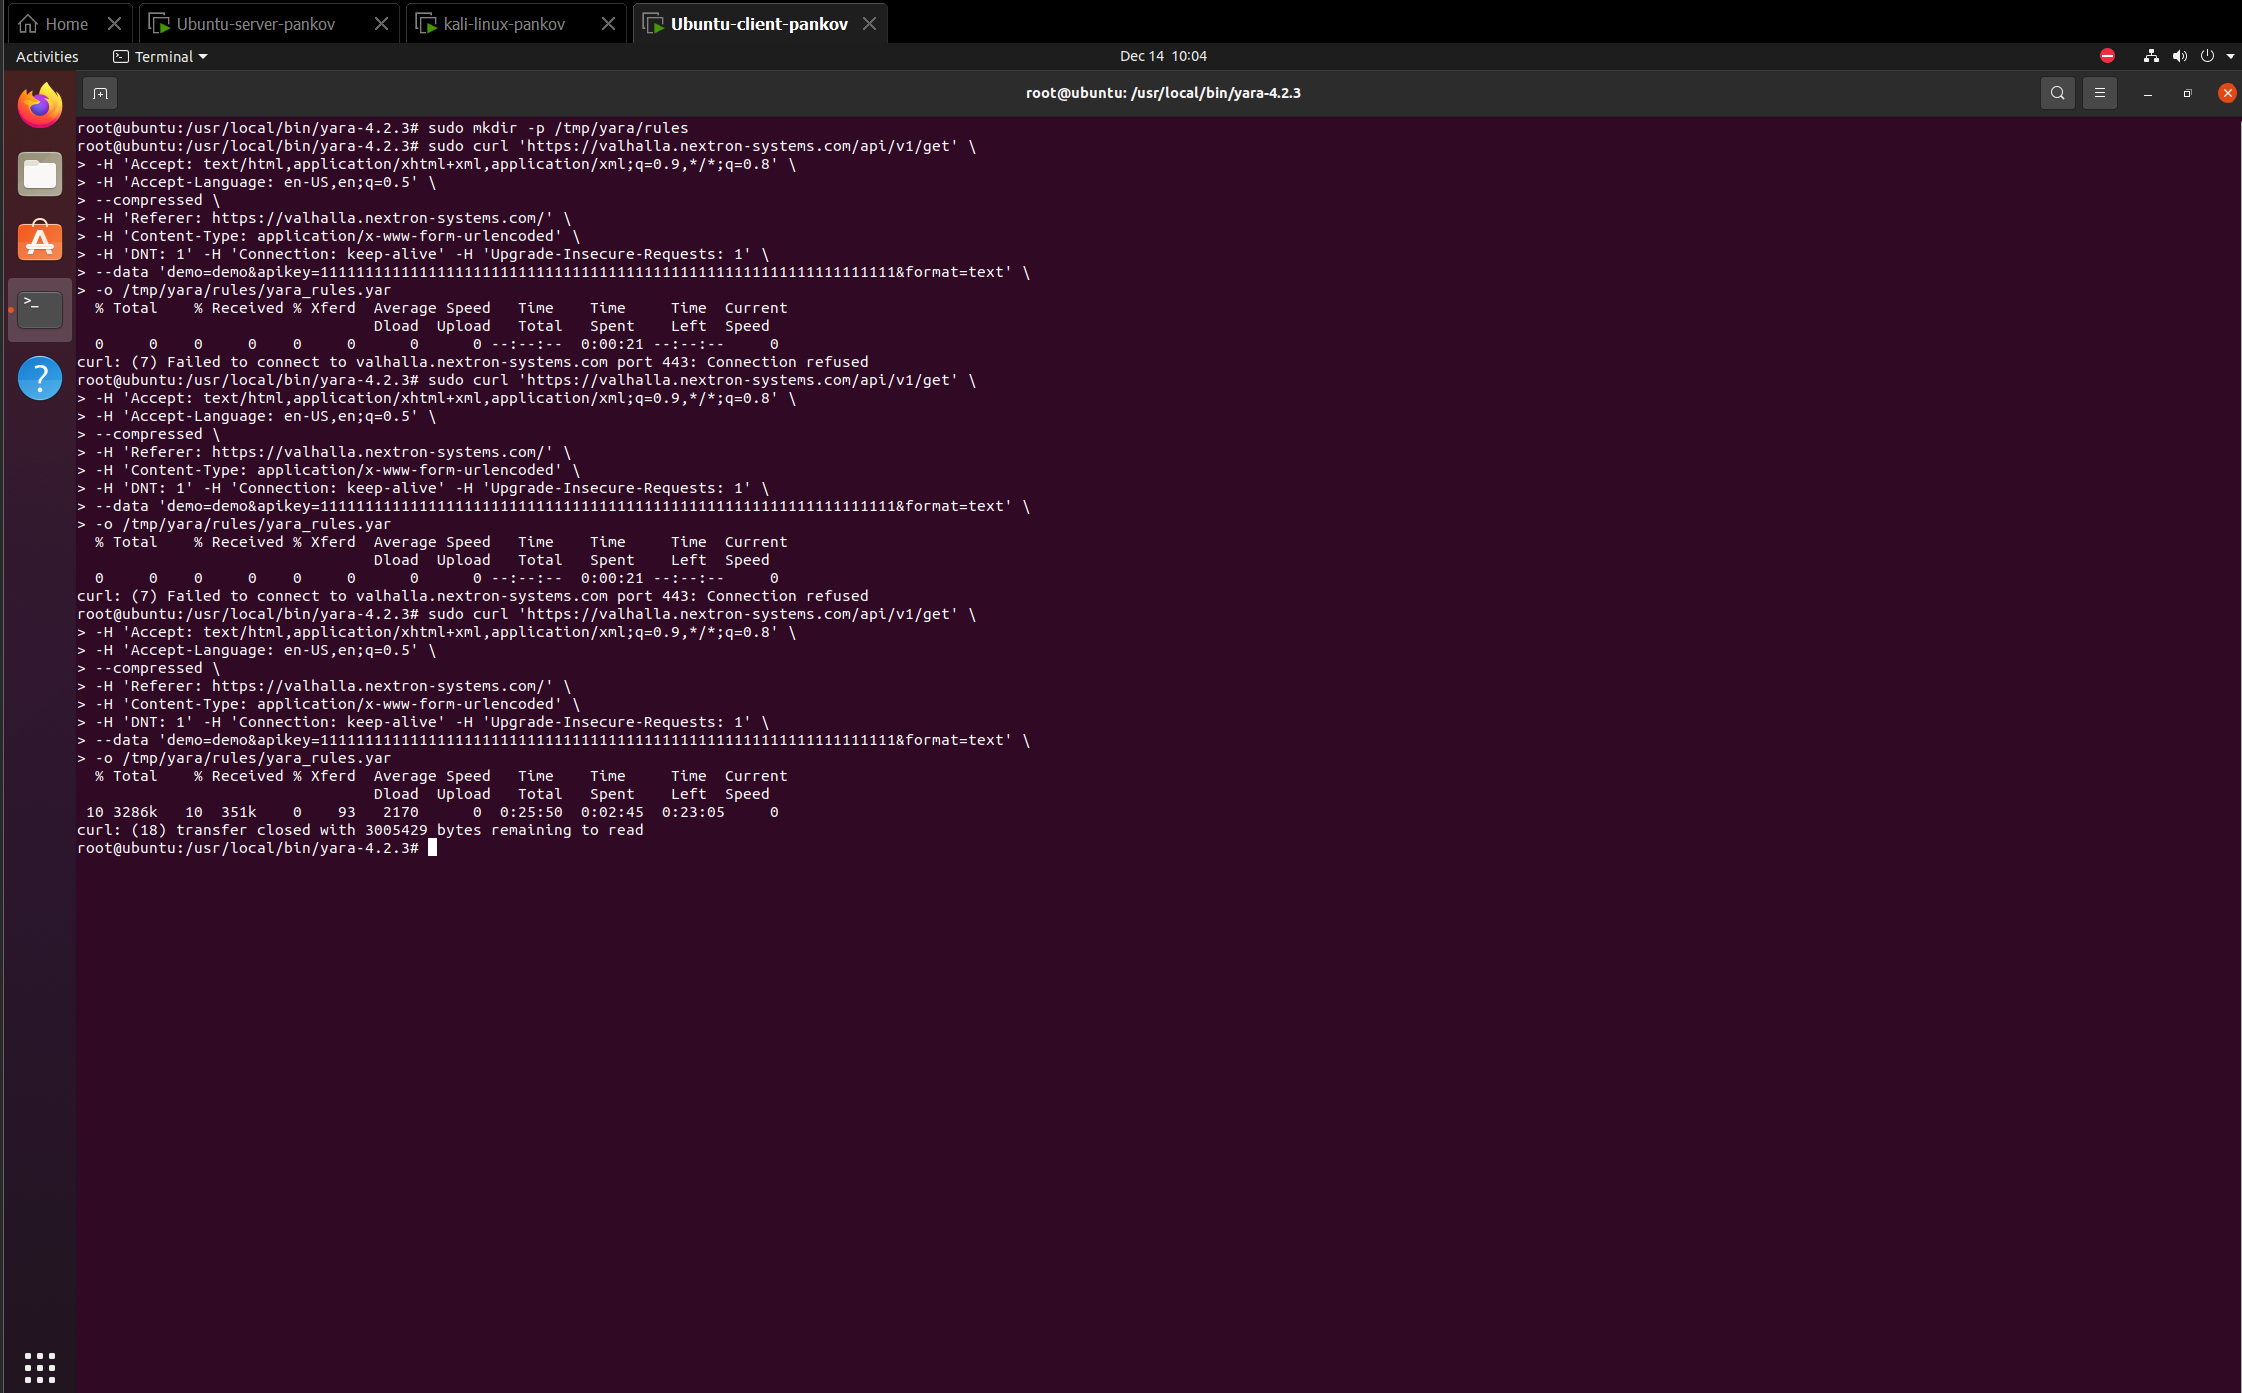 Home
Ubuntu-server-pankov
kali-linux-pankov
Ubuntu-client-pankov
Activities
Terminal
Dec 14 10:04
root@ubuntu: /usr/local/bin/yara-4.2.3
root@ubuntu:/usr/local/bin/yara-4.2.3# sudo mkdir -p /tmp/yara/rules
root@ubuntu:/usr/local/bin/yara-4.2.3# sudo curl 'https://valhalla.nextron-systems.com/api/v1/get' \
> -H 'Accept: text/html,application/xhtml+xml,application/xml;q=0.9,*/*;q=0.8' \
> -H 'Accept-Language: en-US,en;q=0.5' \
> --compressed \
> -H 'Referer: https://valhalla.nextron-systems.com/' \
> -H 'Content-Type: application/x-www-form-urlencoded' \
> -H 'DNT: 1' -H 'Connection: keep-alive' -H 'Upgrade-Insecure-Requests: 1' \
> --data 'demo=demo&apikey=1111111111111111111111111111111111111111111111111111111111111111&format=text' \
> -o /tmp/yara/rules/yara_rules.yar
% Total % Received % Xferd Average Speed Time Time Time Current
Dload Upload Total Spent Left Speed
0 0 0 0 0 0 0 0 --:--:-- 0:00:21 --:--:-- 0
curl: (7) Failed to connect to valhalla.nextron-systems.com port 443: Connection refused
root@ubuntu:/usr/local/bin/yara-4.2.3# sudo curl 'https://valhalla.nextron-systems.com/api/v1/get' \
> -H 'Accept: text/html,application/xhtml+xml,application/xml;q=0.9,*/*;q=0.8' \
> -H 'Accept-Language: en-US,en;q=0.5' \
> --compressed \
> -H 'Referer: https://valhalla.nextron-systems.com/' \
> -H 'Content-Type: application/x-www-form-urlencoded' \
> -H 'DNT: 1' -H 'Connection: keep-alive' -H 'Upgrade-Insecure-Requests: 1' \
> --data 'demo=demo&apikey=1111111111111111111111111111111111111111111111111111111111111111&format=text' \
> -o /tmp/yara/rules/yara_rules.yar
% Total % Received % Xferd Average Speed Time Time Time Current
Dload Upload Total Spent Left Speed
0 0 0 0 0 0 0 0 --:--:-- 0:00:21 --:--:-- 0
curl: (7) Failed to connect to valhalla.nextron-systems.com port 443: Connection refused
root@ubuntu:/usr/local/bin/yara-4.2.3# sudo curl 'https://valhalla.nextron-systems.com/api/v1/get' \
> -H 'Accept: text/html,application/xhtml+xml,application/xml;q=0.9,*/*;q=0.8' \
> -H 'Accept-Language: en-US,en;q=0.5' \
> --compressed \
> -H 'Referer: https://valhalla.nextron-systems.com/' \
> -H 'Content-Type: application/x-www-form-urlencoded' \
> -H 'DNT: 1' -H 'Connection: keep-alive' -H 'Upgrade-Insecure-Requests: 1' \
> --data 'demo=demo&apikey=1111111111111111111111111111111111111111111111111111111111111111&format=text' \
> -o /tmp/yara/rules/yara_rules.yar
% Total % Received % Xferd Average Speed Time Time Time Current
Dload Upload Total Spent Left Speed
10 3286k 10 351k 0 93 2170 0 0:25:50 0:02:45 0:23:05 0
curl: (18) transfer closed with 3005429 bytes remaining to read
root@ubuntu:/usr/local/bin/yara-4.2.3#